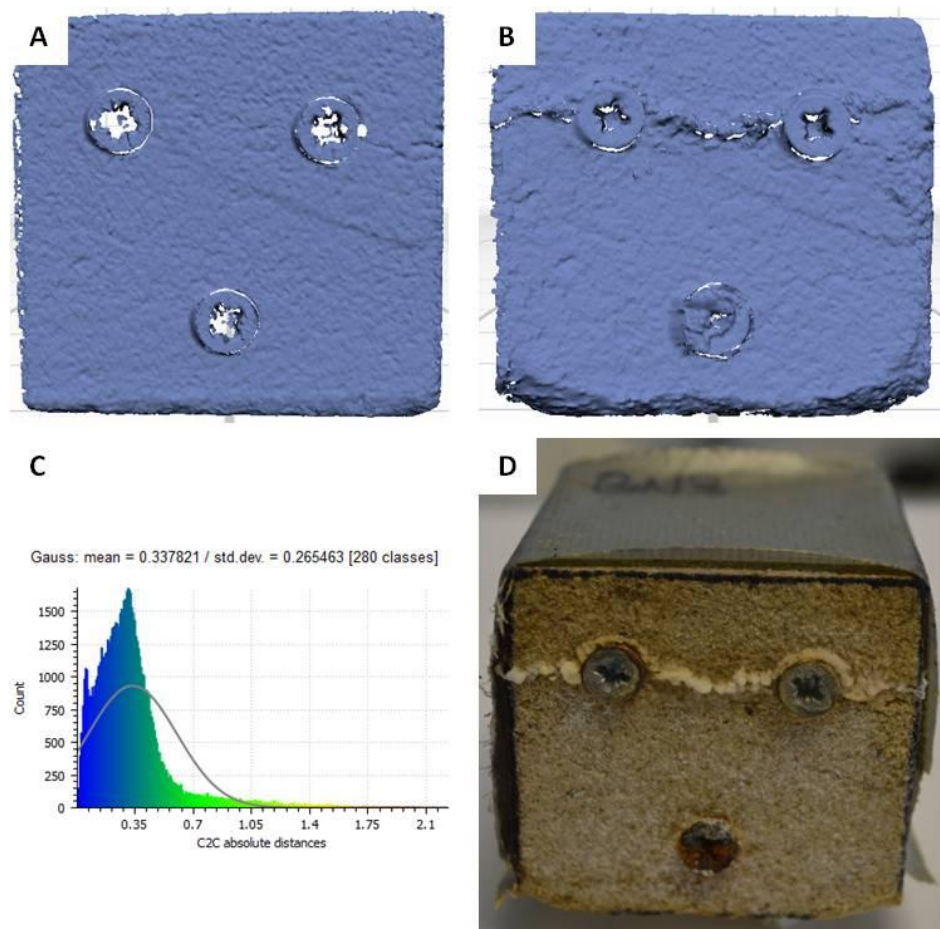 A
B
C
Gauss: mean = 0.337821 / std.dev. = 0.265463 [280 classes]
1500
1250
1000
750
500
250
0
Count
0.35 0.7 1.05 1.4 1.75 2.1
C2C absolute distances
D